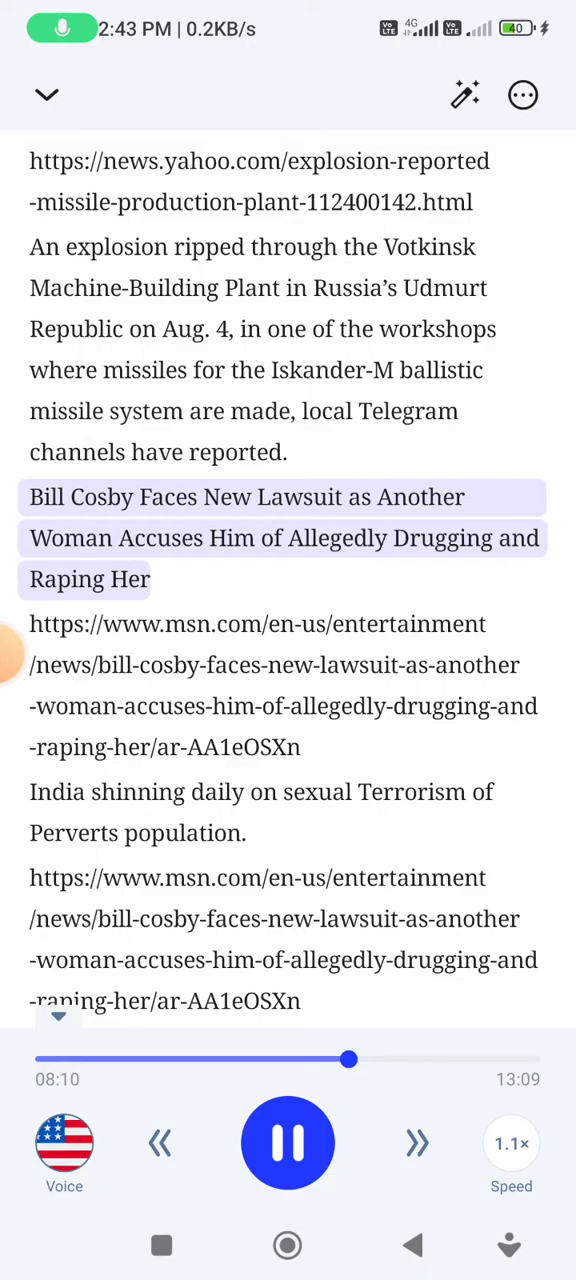 2:43 PM | 0.2KB/s
Vo LTE 4G Vo LTE 40
https://news.yahoo.com/explosion-reported
-missile-production-plant-112400142.html
An explosion ripped through the Votkinsk
Machine-Building Plant in Russia’s Udmurt
Republic on Aug. 4, in one of the workshops
where missiles for the Iskander-M ballistic
missile system are made, local Telegram
channels have reported.
Bill Cosby Faces New Lawsuit as Another
Woman Accuses Him of Allegedly Drugging and
Raping Her
https://www.msn.com/en-us/entertainment
/news/bill-cosby-faces-new-lawsuit-as-another
-woman-accuses-him-of-allegedly-drugging-and
-raping-her/ar-AA1eOSXn
India shinning daily on sexual Terrorism of
Perverts population.
https://www.msn.com/en-us/entertainment
/news/bill-cosby-faces-new-lawsuit-as-another
-woman-accuses-him-of-allegedly-drugging-and
-raping-her/ar-AA1eOSXn
08:10 13:09
1.1×
Voice Speed